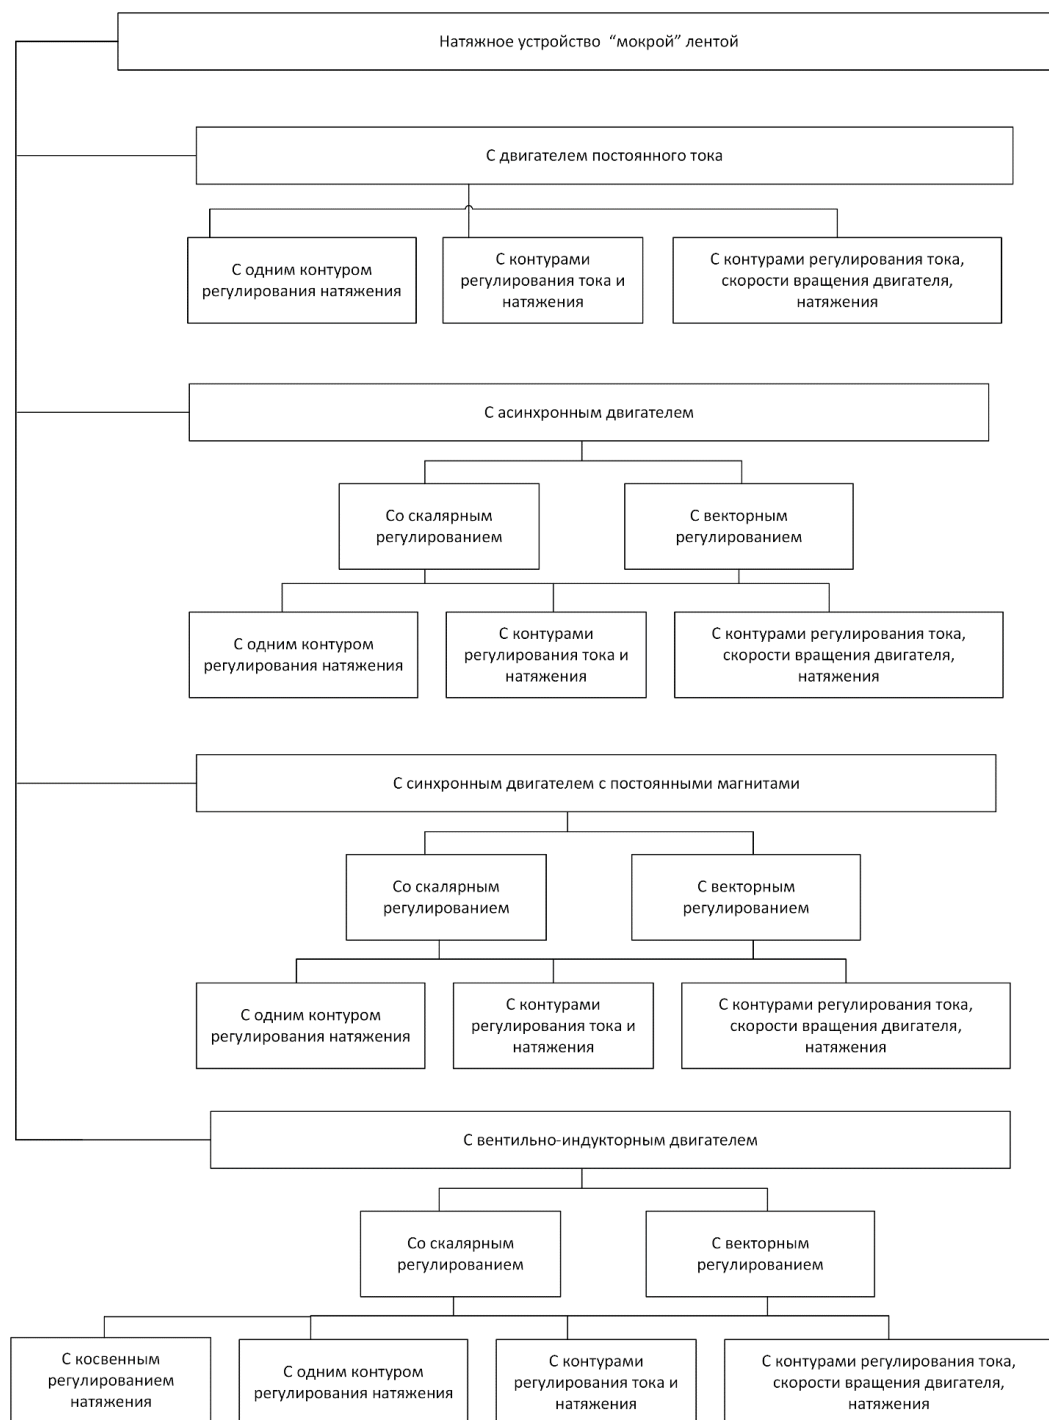 Натяжное устройство “мокрой” лентой
С двигателем постоянного тока
С одним контуром
регулирования натяжения
С контурами
регулирования тока и
натяжения
С контурами регулирования тока,
скорости вращения двигателя,
натяжения
С асинхронным двигателем
Со скалярным
регулированием
С векторным
регулированием
С одним контуром
регулирования натяжения
С контурами
регулирования тока и
натяжения
С контурами регулирования тока,
скорости вращения двигателя,
натяжения
С синхронным двигателем с постоянными магнитами
Со скалярным
регулированием
С векторным
регулированием
С одним контуром
регулирования натяжения
С контурами
регулирования тока и
натяжения
С контурами регулирования тока,
скорости вращения двигателя,
натяжения
С вентильно-индукторным двигателем
Со скалярным
регулированием
С векторным
регулированием
С косвенным
регулированием
натяжения
С одним контуром
регулирования натяжения
С контурами
регулирования тока и
натяжения
С контурами регулирования тока,
скорости вращения двигателя,
натяжения